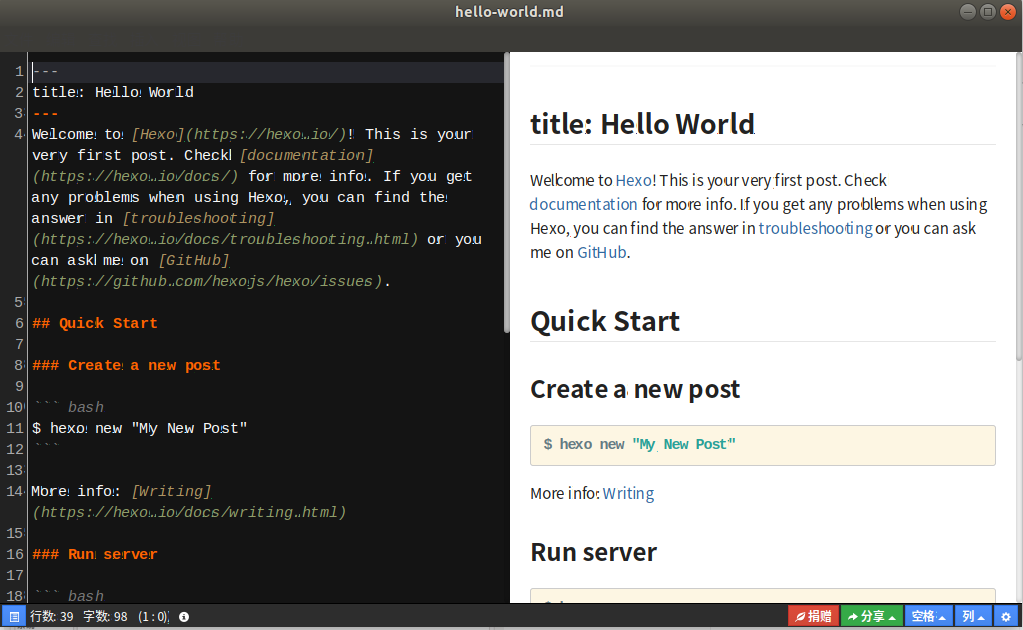 hello-world.md
1 ---
2 title: Hello World
3 ---
4 Welcome to [Hexo](https://hexo.io/)! This is your
very first post. Check [documentation]
(https://hexo.io/docs/) for more info. If you get
any problems when using Hexo, you can find the
answer in [troubleshooting]
(https://hexo.io/docs/troubleshooting.html) or you
can ask me on [GitHub]
(https://github.com/hexojs/hexo/issues).
5
6 ## Quick Start
7
8 ### Create a new post
9
10 ``` bash
11 $ hexo new "My New Post"
12 ```
13
14 More info: [Writing]
(https://hexo.io/docs/writing.html)
15
16 ### Run server
17
18 ``` bash
title: Hello World
Welcome to Hexo! This is your very first post. Check
documentation for more info. If you get any problems when using
Hexo, you can find the answer in troubleshooting or you can ask
me on GitHub.
Quick Start
Create a new post
$ hexo new "My New Post"
More info: Writing
Run server
行数: 39 字数: 98 (1 : 0) 捐赠 分享 空格 列